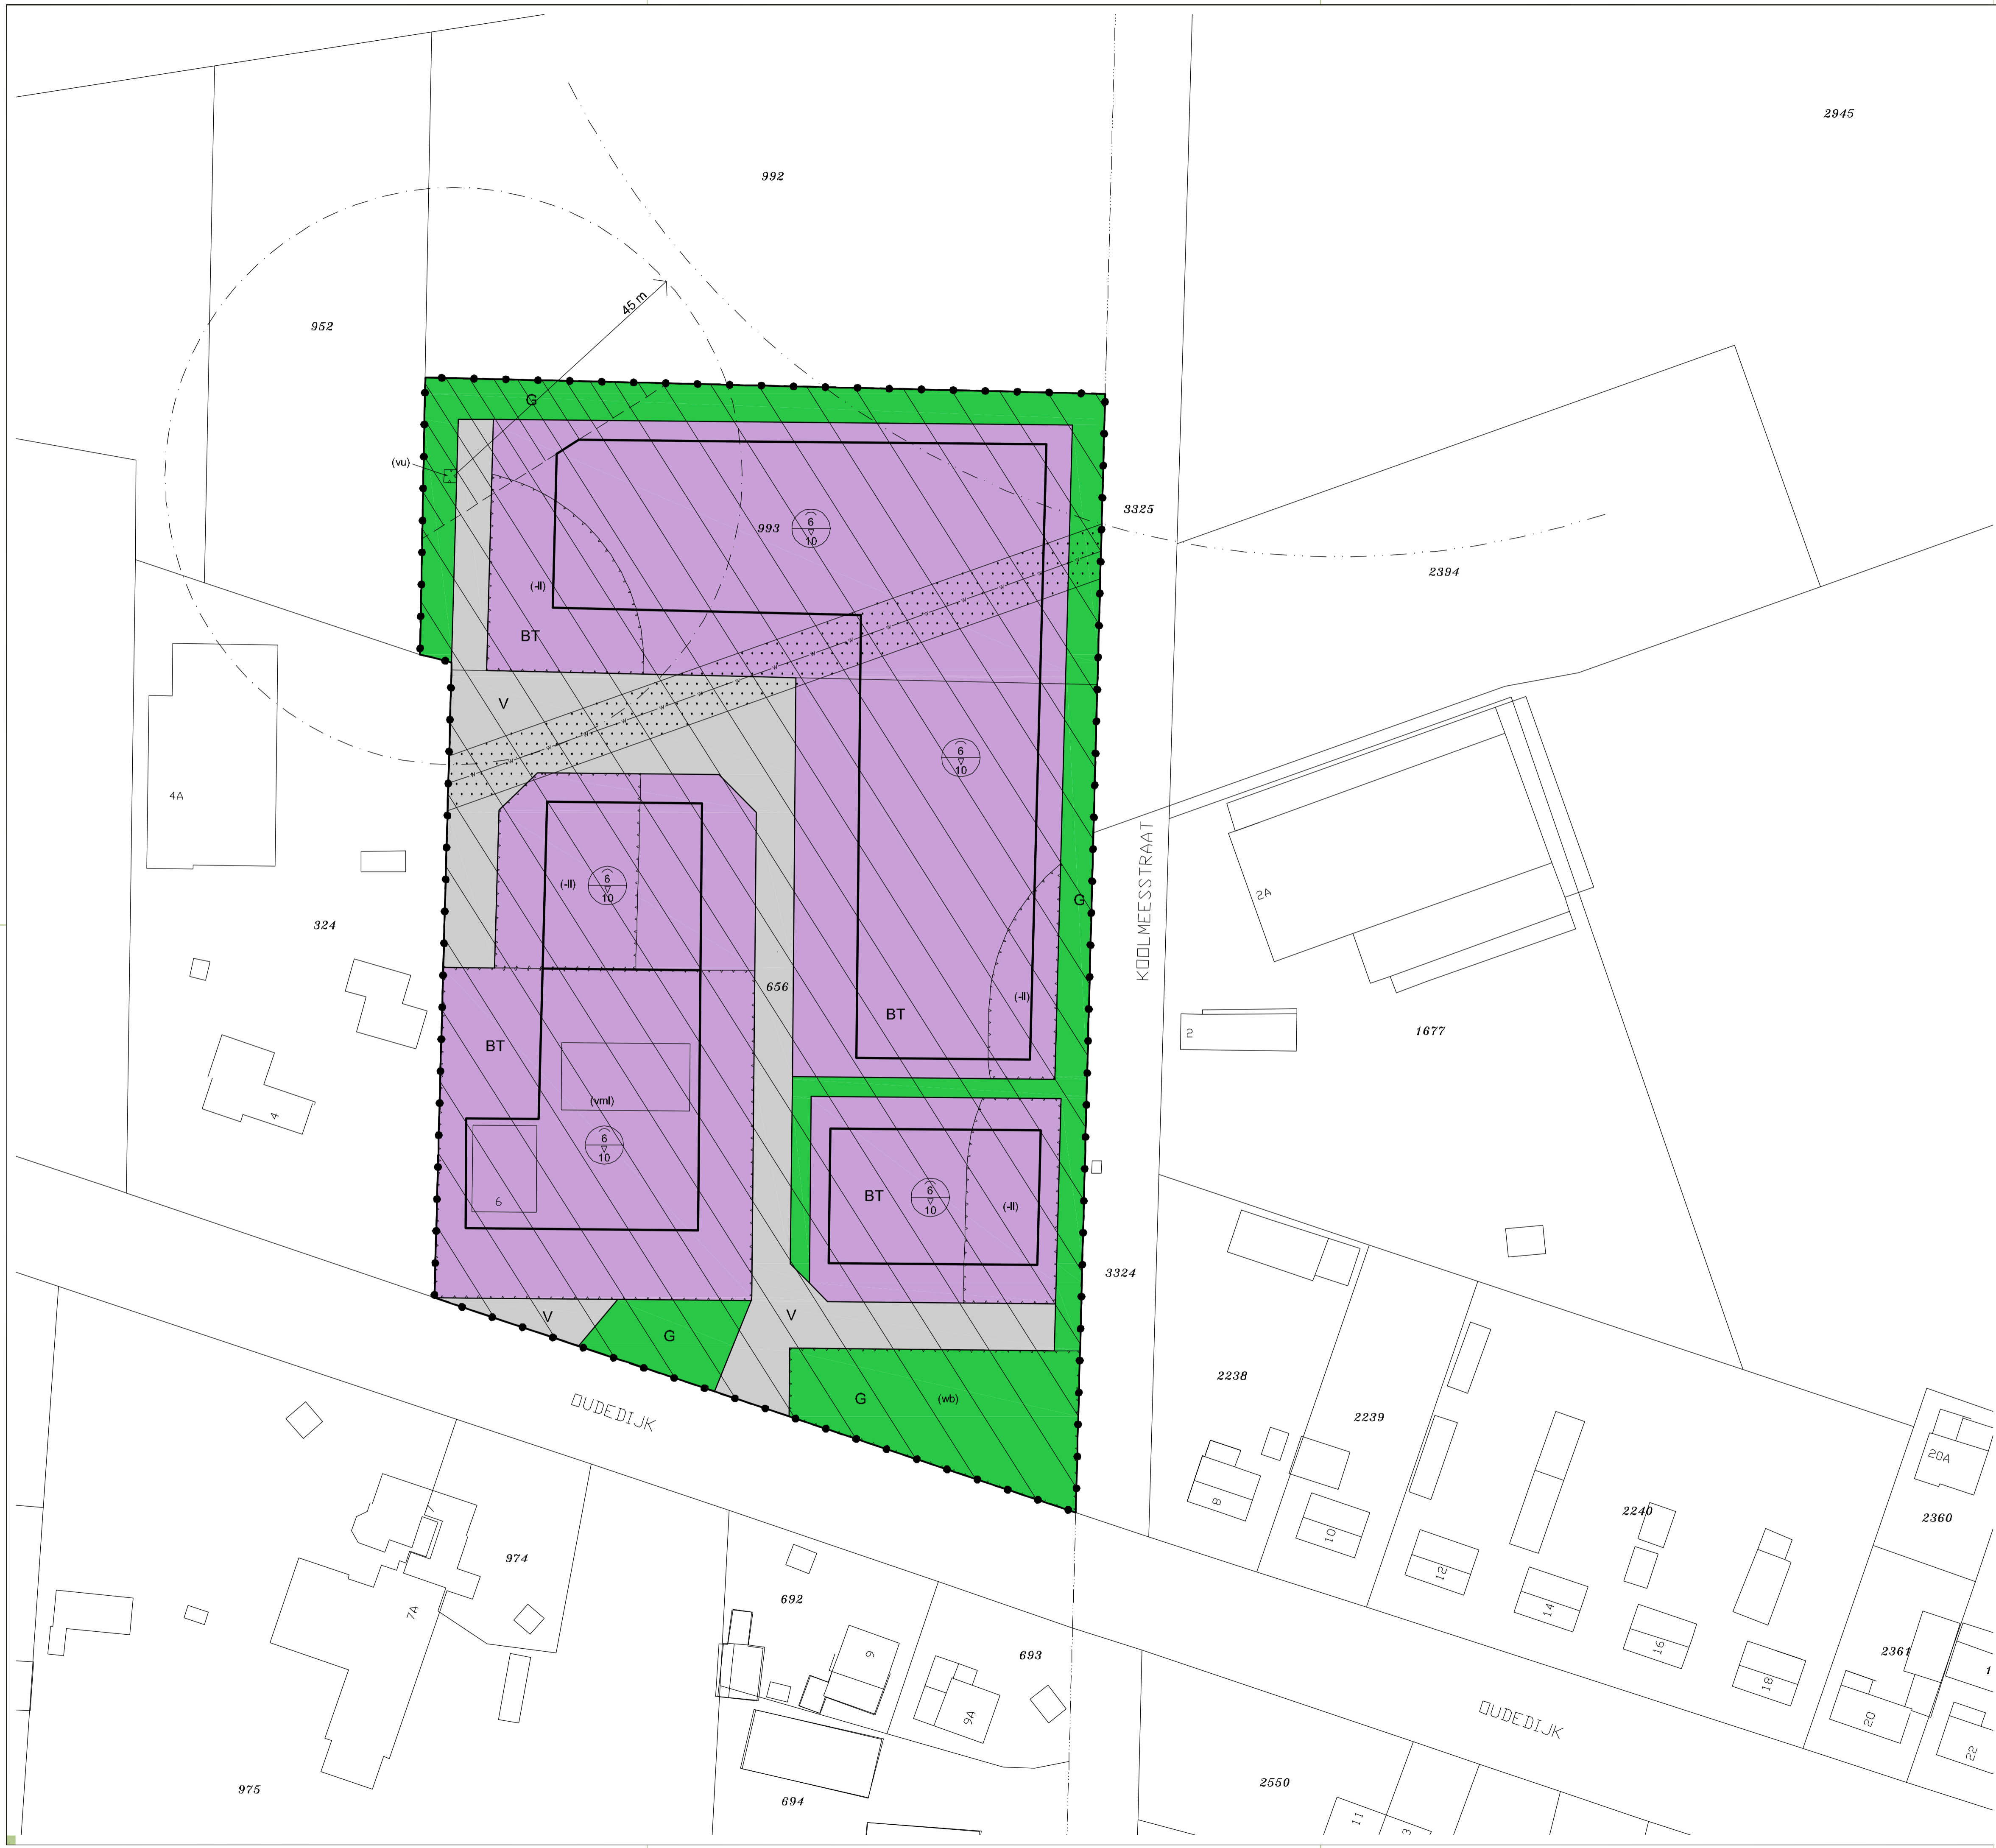 2945
992
952
45 m
G
(vu)
3325
993
6
10
2394
(-II)
BT
V
6
10
4A
KOOLMEESSTRAAT
(-II)
6
10
2A
G
324
656
(-II)
BT
2
1677
BT
4
(vml)
6
10
BT
6
10
(-II)
6
3324
V
V
G
2238
G
(wb)
OUDEDIJK
2239
20A
8
7
10
2240
2360
974
12
14
692
7A
16
9
693
2361
18
1
9A
20
OUDEDIJK
22
975
694
2550
11
3